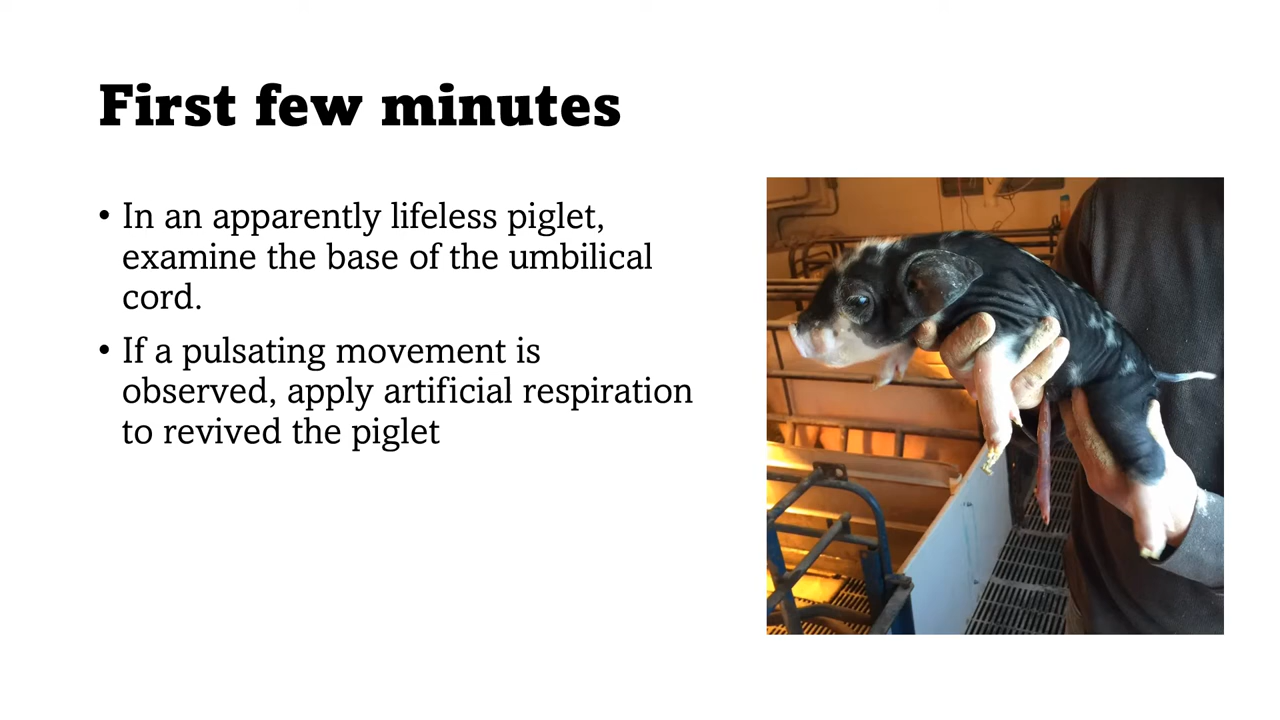 First few minutes
• In an apparently lifeless piglet,
examine the base of the umbilical
cord.
• If a pulsating movement is
observed, apply artificial respiration
to revived the piglet